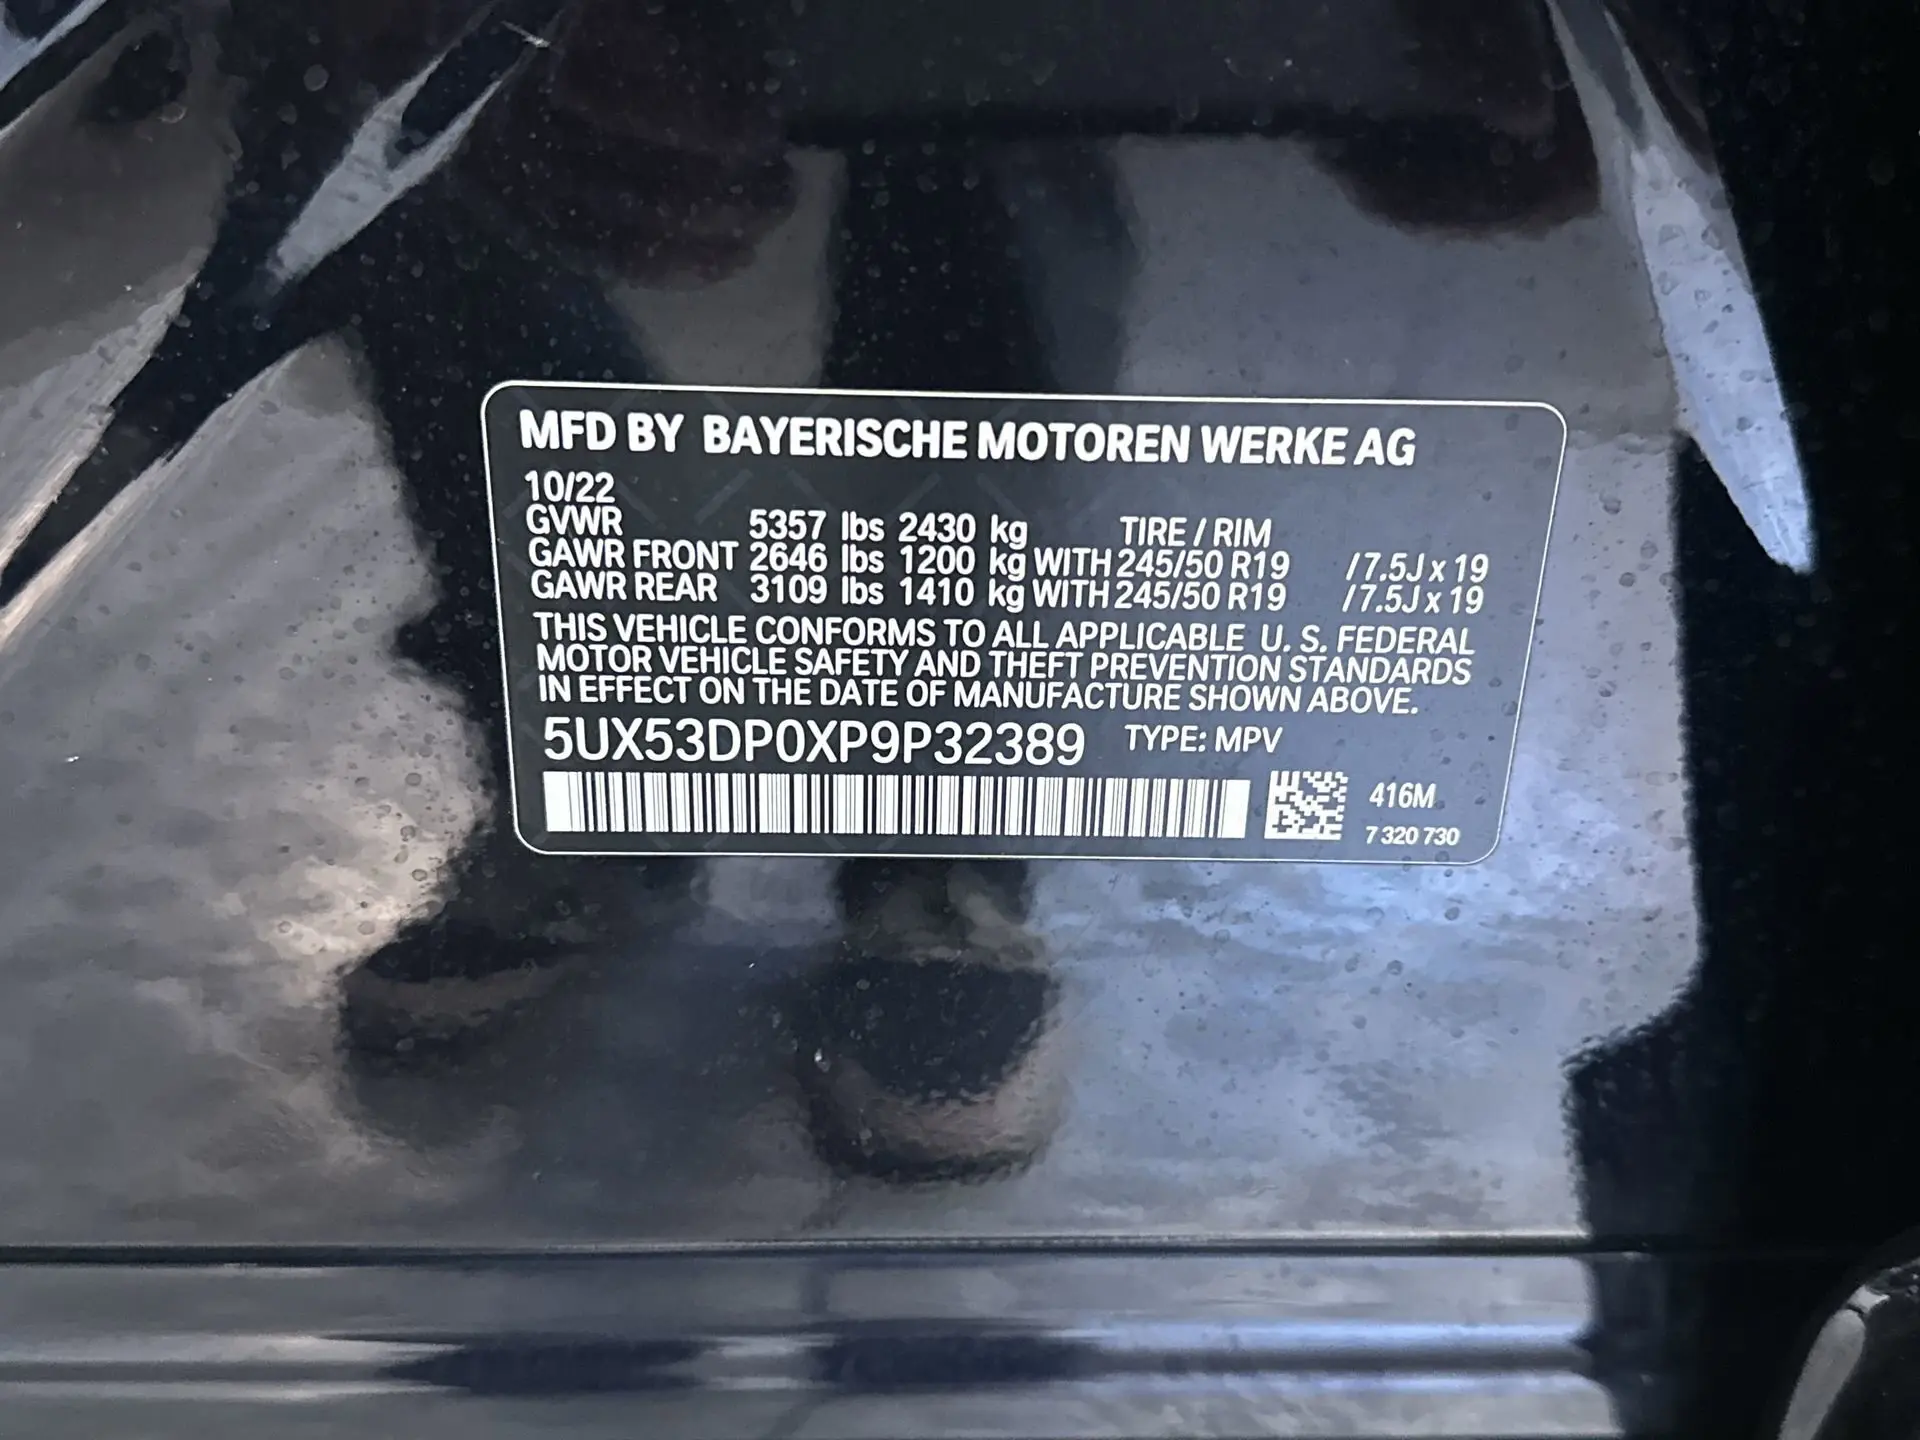 MFD BY BAYERISCHE MOTOREN WERKE AG
10/22
GVWR 5357 lbs 2430 kg TIRE / RIM
GAWR FRONT 2646 lbs 1200 kg WITH 245/50 R19 / 7.5J x 19
GAWR REAR 3109 lbs 1410 kg WITH 245/50 R19 / 7.5J x 19
THIS VEHICLE CONFORMS TO ALL APPLICABLE U. S. FEDERAL
MOTOR VEHICLE SAFETY AND THEFT PREVENTION STANDARDS
IN EFFECT ON THE DATE OF MANUFACTURE SHOWN ABOVE.
5UX53DP0XP9P32389 TYPE: MPV
416M
7 320 730